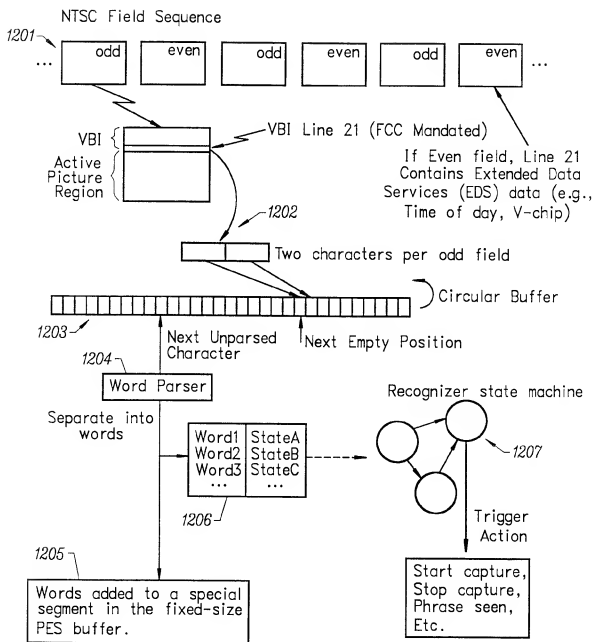 NTSC Field Sequence
1201
... odd even odd even odd even ...
VBI
VBI Line 21 (FCC Mandated)
Active
Picture
Region
If Even field, Line 21
Contains Extended Data
Services (EDS) data (e.g.,
Time of day, V-chip)
1202
Two characters per odd field
Circular Buffer
1203
Next Unparsed
Character
Next Empty Position
1204
Word Parser
Separate into
words
Recognizer state machine
Word1 StateA
Word2 StateB
Word3 StateC
... ...
1206
1207
Trigger
Action
1205
Words added to a special
segment in the fixed-size
PES buffer.
Start capture,
Stop capture,
Phrase seen,
Etc.